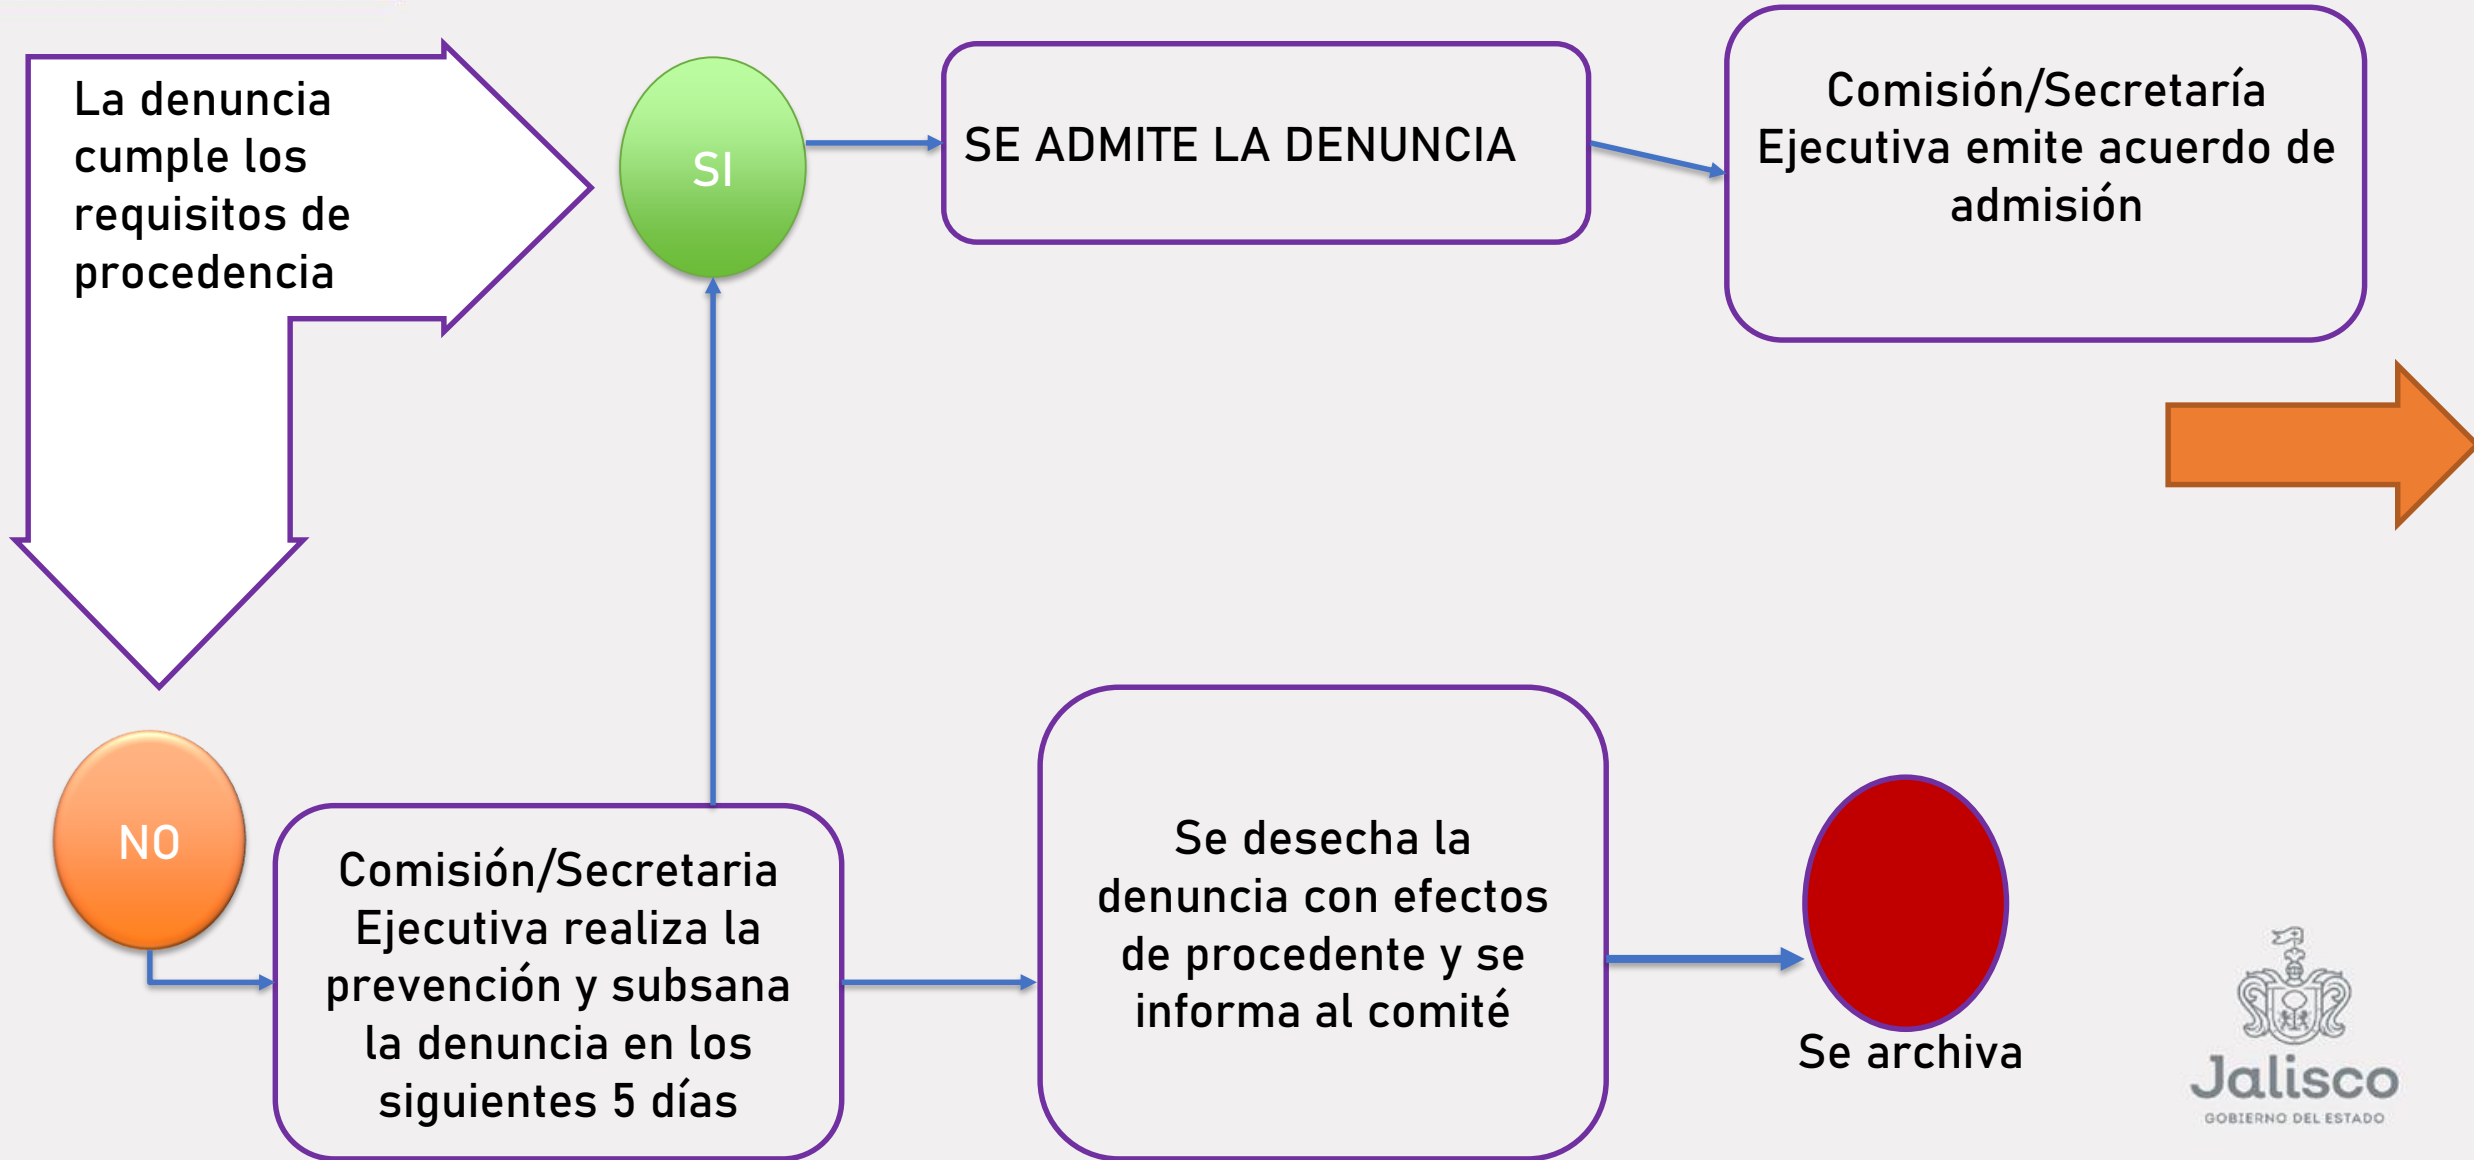 La denuncia
cumple los
requisitos de
procedencia
SI
SE ADMITE LA DENUNCIA
Comisión/Secretaría
Ejecutiva emite acuerdo de
admisión
NO
Comisión/Secretaria
Ejecutiva realiza la
prevención y subsana
la denuncia en los
siguientes 5 días
Se desecha la
denuncia con efectos
de procedente y se
informa al comité
Se archiva
Jalisco
GOBIERNO DEL ESTADO